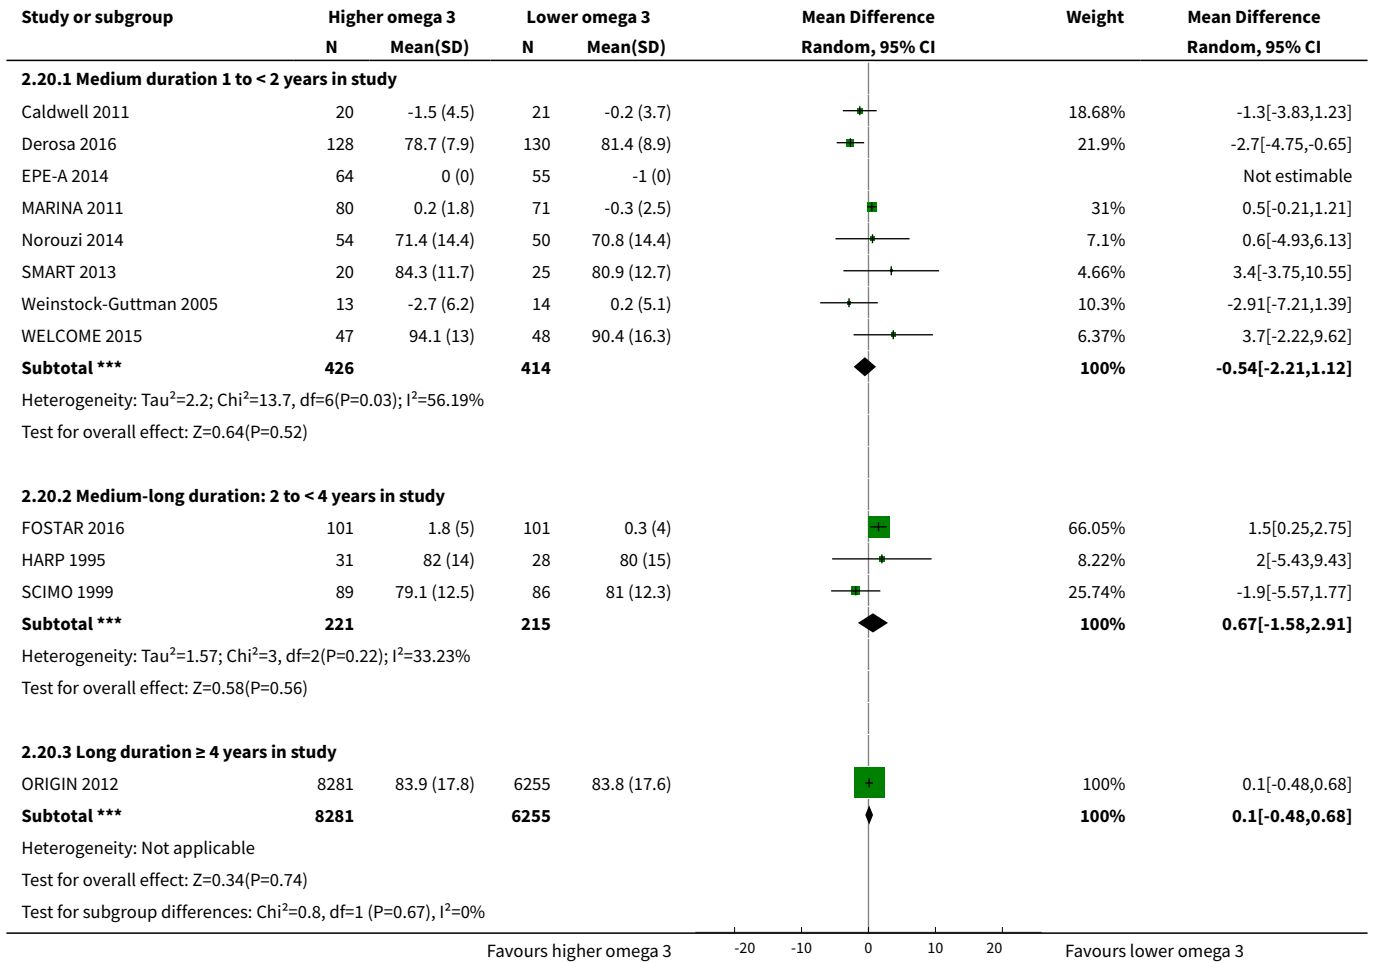 Study or subgroup Higher omega 3 Lower omega 3 Mean Difference Weight Mean Difference
N Mean(SD) N Mean(SD) Random, 95% CI Random, 95% CI
2.20.1 Medium duration 1 to < 2 years in study
Caldwell 2011 20 -1.5 (4.5) 21 -0.2 (3.7) 18.68% -1.3[-3.83,1.23]
Derosa 2016 128 78.7 (7.9) 130 81.4 (8.9) 21.9% -2.7[-4.75,-0.65]
EPE-A 2014 64 0 (0) 55 -1 (0) Not estimable
MARINA 2011 80 0.2 (1.8) 71 -0.3 (2.5) 31% 0.5[-0.21,1.21]
Norouzi 2014 54 71.4 (14.4) 50 70.8 (14.4) 7.1% 0.6[-4.93,6.13]
SMART 2013 20 84.3 (11.7) 25 80.9 (12.7) 4.66% 3.4[-3.75,10.55]
Weinstock-Guttman 2005 13 -2.7 (6.2) 14 0.2 (5.1) 10.3% -2.91[-7.21,1.39]
WELCOME 2015 47 94.1 (13) 48 90.4 (16.3) 6.37% 3.7[-2.22,9.62]
Subtotal *** 426 414 100% -0.54[-2.21,1.12]
Heterogeneity: Tau²=2.2; Chi²=13.7, df=6(P=0.03); I²=56.19%
Test for overall effect: Z=0.64(P=0.52)
2.20.2 Medium-long duration: 2 to < 4 years in study
FOSTAR 2016 101 1.8 (5) 101 0.3 (4) 66.05% 1.5[0.25,2.75]
HARP 1995 31 82 (14) 28 80 (15) 8.22% 2[-5.43,9.43]
SCIMO 1999 89 79.1 (12.5) 86 81 (12.3) 25.74% -1.9[-5.57,1.77]
Subtotal *** 221 215 100% 0.67[-1.58,2.91]
Heterogeneity: Tau²=1.57; Chi²=3, df=2(P=0.22); I²=33.23%
Test for overall effect: Z=0.58(P=0.56)
2.20.3 Long duration ≥ 4 years in study
ORIGIN 2012 8281 83.9 (17.8) 6255 83.8 (17.6) 100% 0.1[-0.48,0.68]
Subtotal *** 8281 6255 100% 0.1[-0.48,0.68]
Heterogeneity: Not applicable
Test for overall effect: Z=0.34(P=0.74)
Test for subgroup differences: Chi²=0.8, df=1 (P=0.67), I²=0%
Favours higher omega 3 -20 -10 0 10 20 Favours lower omega 3